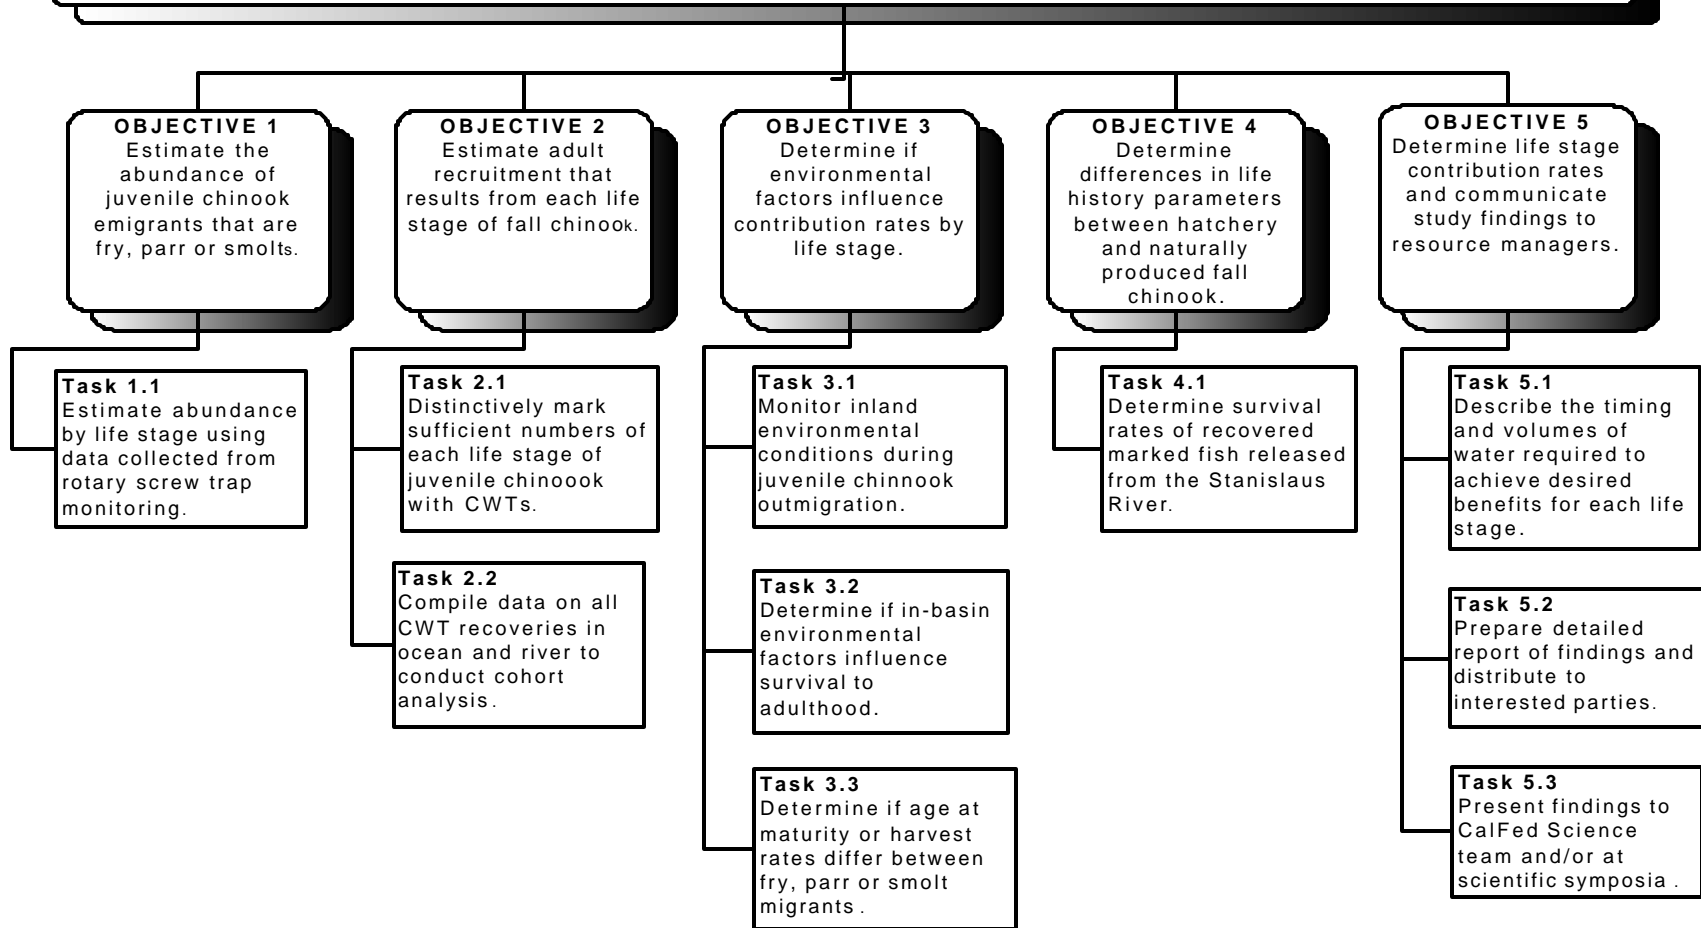 OBJECTIVE 1
Estimate the
abundance of
juvenile chinook
emigrants that are
fry, parr or smolts.
OBJECTIVE 2
Estimate adult
recruitment that
results from each life
stage of fall chinook.
OBJECTIVE 3
Determine if
environmental
factors influence
contribution rates by
life stage.
OBJECTIVE 4
Determine
differences in life
history parameters
between hatchery
and naturally
produced fall
chinook.
OBJECTIVE 5
Determine life stage
contribution rates
and communicate
study findings to
resource managers.
Task 1.1
Estimate abundance
by life stage using
data collected from
rotary screw trap
monitoring.
Task 2.1
Distinctively mark
sufficient numbers of
each life stage of
juvenile chinoook
with CWTs.
Task 2.2
Compile data on all
CWT recoveries in
ocean and river to
conduct cohort
analysis.
Task 3.1
Monitor inland
environmental
conditions during
juvenile chinnook
outmigration.
Task 3.2
Determine if in-basin
environmental
factors influence
survival to
adulthood.
Task 3.3
Determine if age at
maturity or harvest
rates differ between
fry, parr or smolt
migrants.
Task 4.1
Determine survival
rates of recovered
marked fish released
from the Stanislaus
River.
Task 5.1
Describe the timing
and volumes of
water required to
achieve desired
benefits for each life
stage.
Task 5.2
Prepare detailed
report of findings and
distribute to
interested parties.
Task 5.3
Present findings to
CalFed Science
team and/or at
scientific symposia.